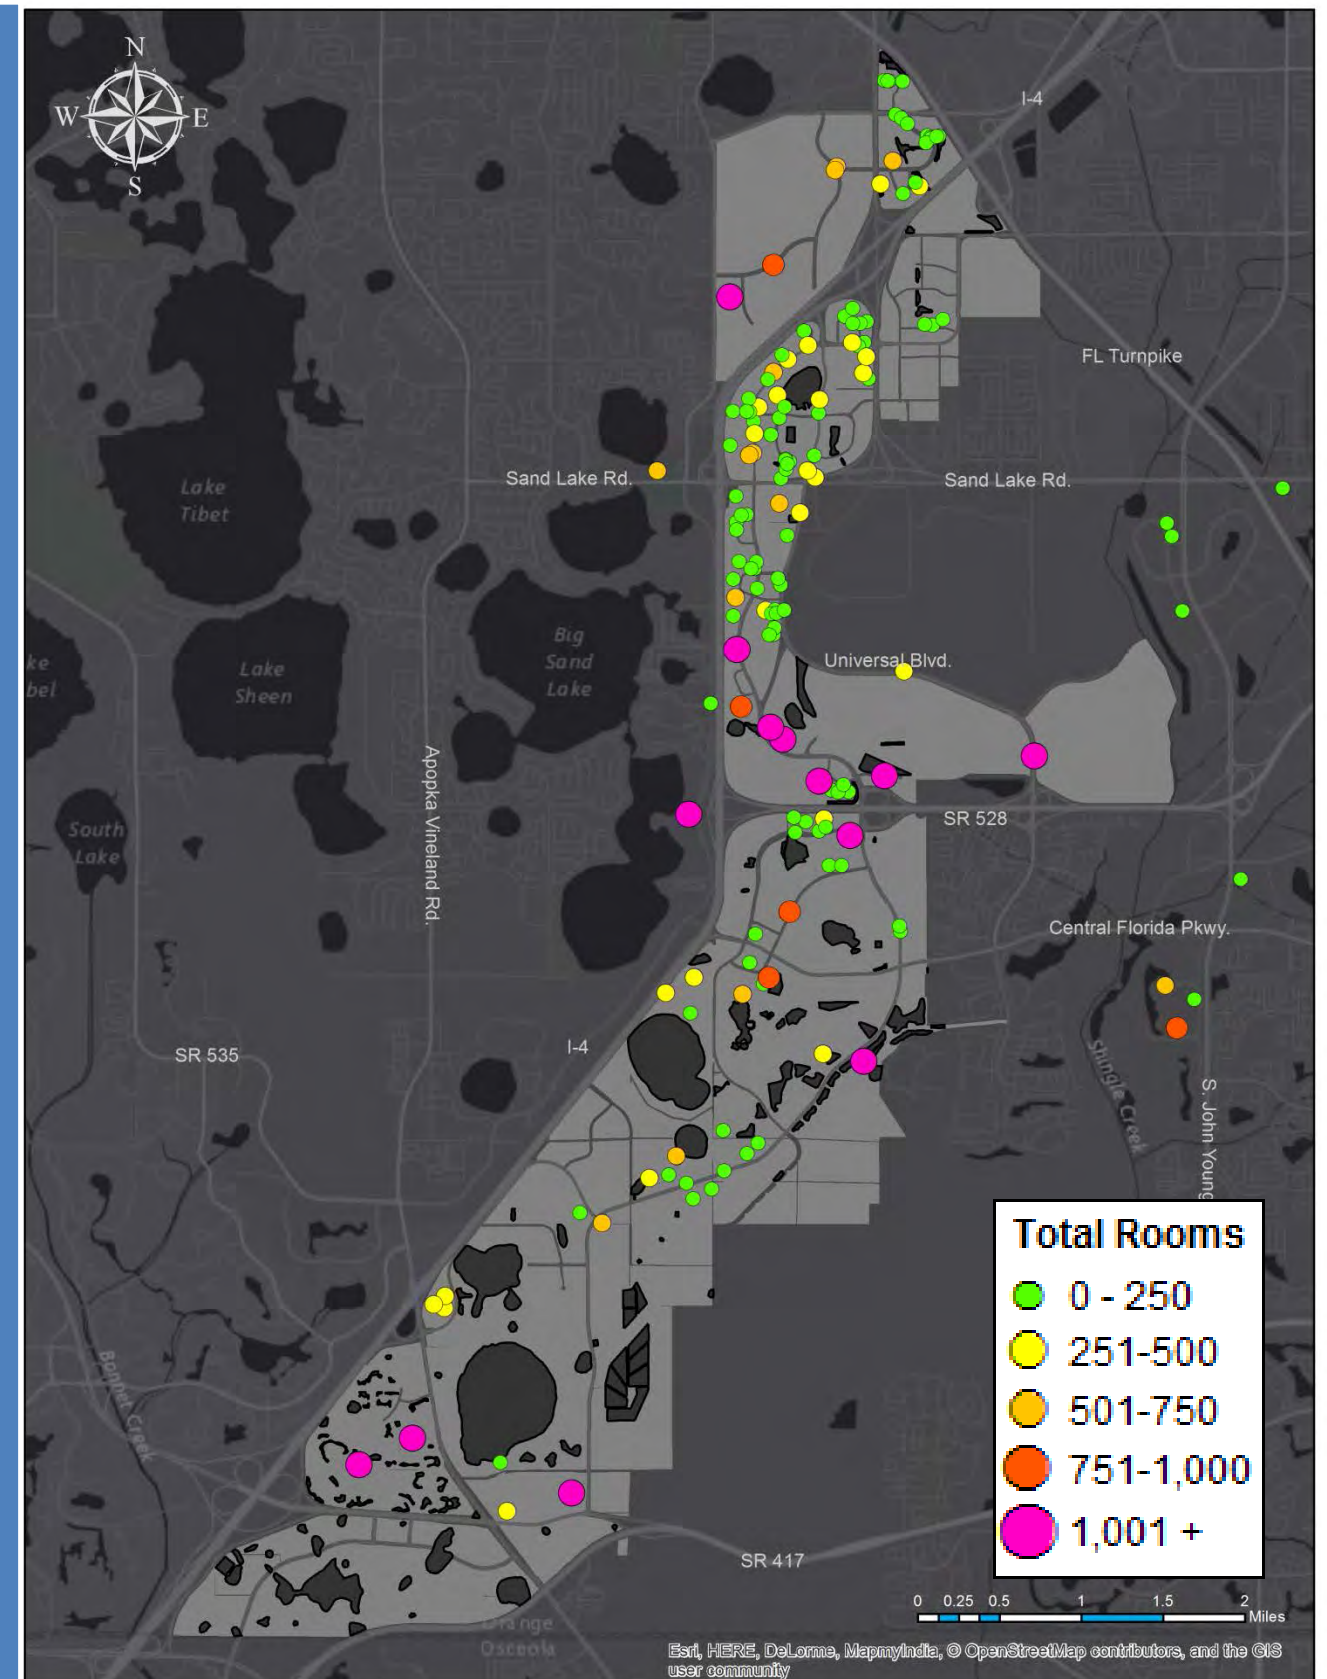 N
W E
S
I-4
FL Turnpike
Sand Lake Rd.
Sand Lake Rd.
Lake
Tibet
Big
Sand
Lake
Lake
Sheen
ke
bel
Universal Blvd.
Apopka Vineland Rd.
South
Lake
SR 528
Central Florida Pkwy.
I-4
SR 535
Shingle Creek
S. John Young
Bonnet Creek
Total Rooms
0 - 250
251-500
501-750
751-1,000
1,001 +
SR 417
0 0.25 0.5 1 1.5 2
Miles
Orange
Osceola
Esri, HERE, DeLorme, MapmyIndia, © OpenStreetMap contributors, and the GIS
user community